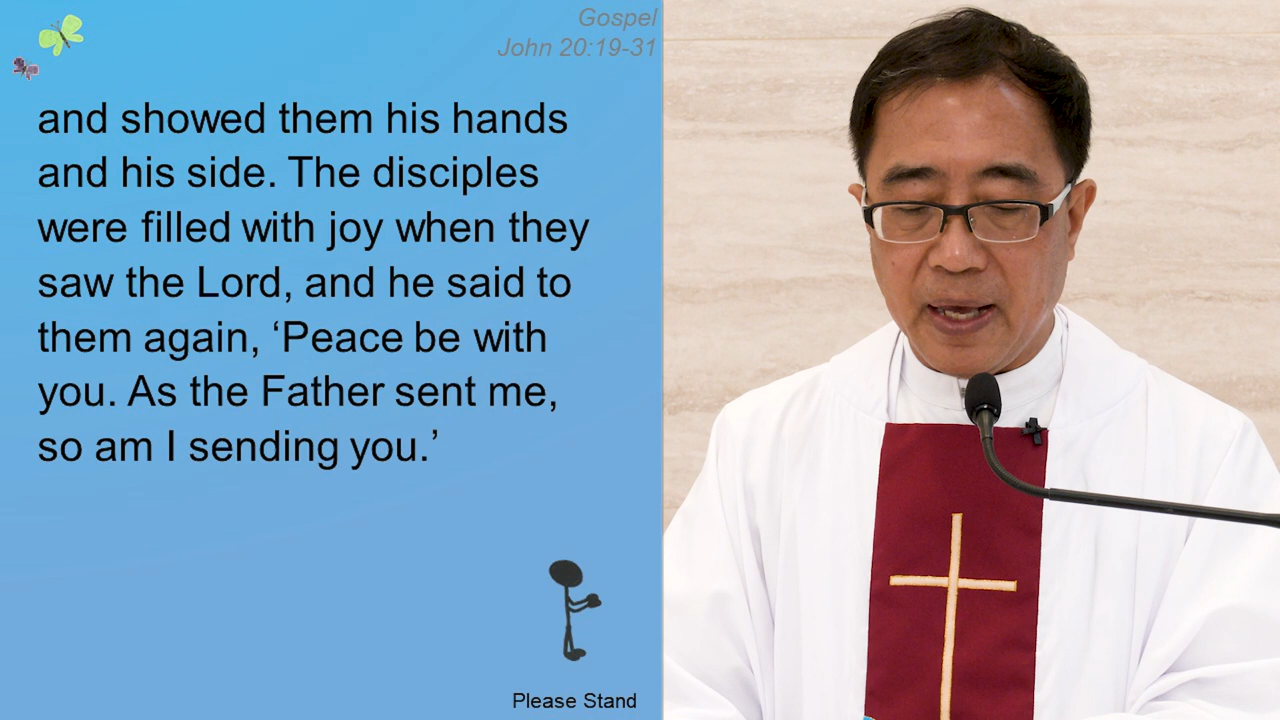 Gospel
John 20:19-31
and showed them his hands
and his side. The disciples
were filled with joy when they
saw the Lord, and he said to
them again, ‘Peace be with
you. As the Father sent me,
so am I sending you.’
Please Stand